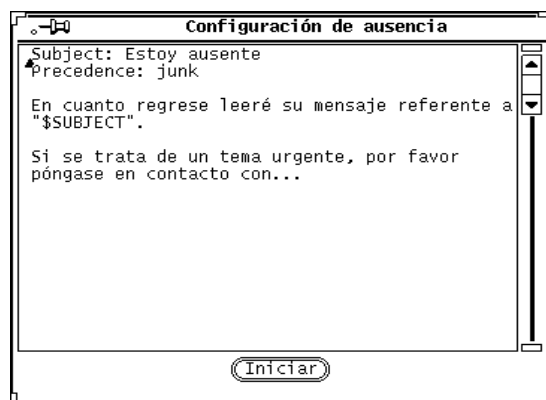 Configuración de ausencia
Subject: Estoy ausente
Precedence: junk
En cuanto regrese leeré su mensaje referente a
"$SUBJECT".
Si se trata de un tema urgente, por favor
póngase en contacto con...
Iniciar